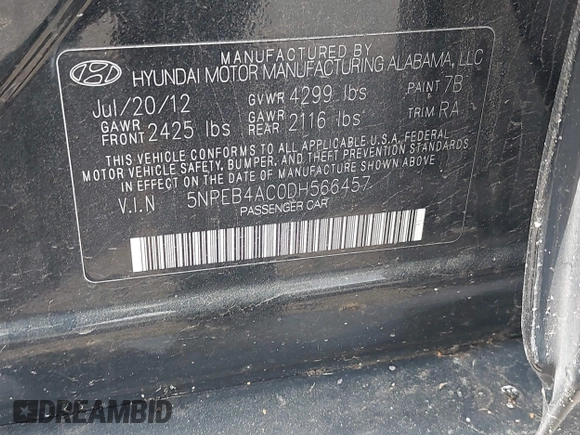 MANUFACTURED BY
HYUNDAI MOTOR MANUFACTURING ALABAMA, LLC
Jul/20/12 GVWR 4299 lbs PAINT 7B
GAWR FRONT 2425 lbs GAWR REAR 2116 lbs TRIM RA
THIS VEHICLE CONFORMS TO ALL APPLICABLE U.S.A. FEDERAL
MOTOR VEHICLE SAFETY, BUMPER, AND THEFT PREVENTION STANDARDS
IN EFFECT ON THE DATE OF MANUFACTURE SHOWN ABOVE.
V.I.N 5NPEB4AC0DH566457
PASSENGER CAR
DREAMBID